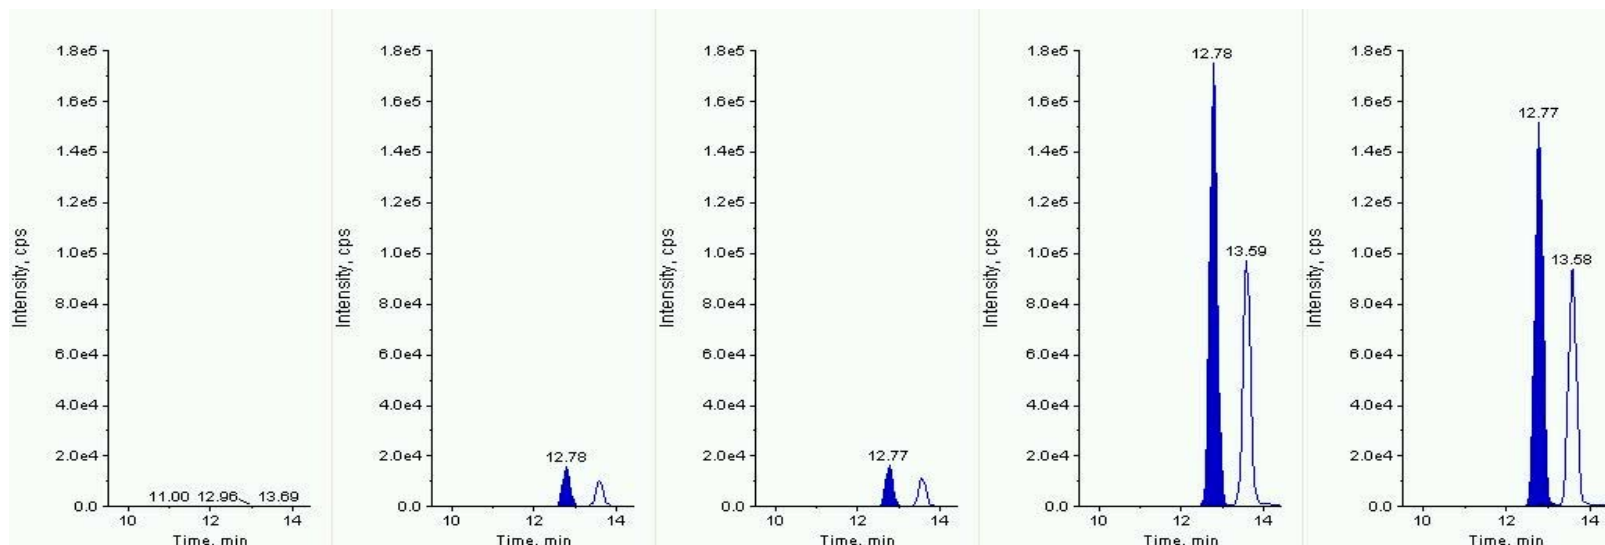 Intensity, cps
1.8e5
1.6e5
1.4e5
1.2e5
1.0e5
8.0e4
6.0e4
4.0e4
2.0e4
0.0
11.00 12.96 13.69
10 12 14
Time, min
Intensity, cps
1.8e5
1.6e5
1.4e5
1.2e5
1.0e5
8.0e4
6.0e4
4.0e4
2.0e4
0.0
12.78
10 12 14
Time, min
Intensity, cps
1.8e5
1.6e5
1.4e5
1.2e5
1.0e5
8.0e4
6.0e4
4.0e4
2.0e4
0.0
12.77
10 12 14
Time, min
Intensity, cps
1.8e5
1.6e5
1.4e5
1.2e5
1.0e5
8.0e4
6.0e4
4.0e4
2.0e4
0.0
12.78
13.59
10 12 14
Time, min
Intensity, cps
1.8e5
1.6e5
1.4e5
1.2e5
1.0e5
8.0e4
6.0e4
4.0e4
2.0e4
0.0
12.77
13.58
10 12 14
Time, min